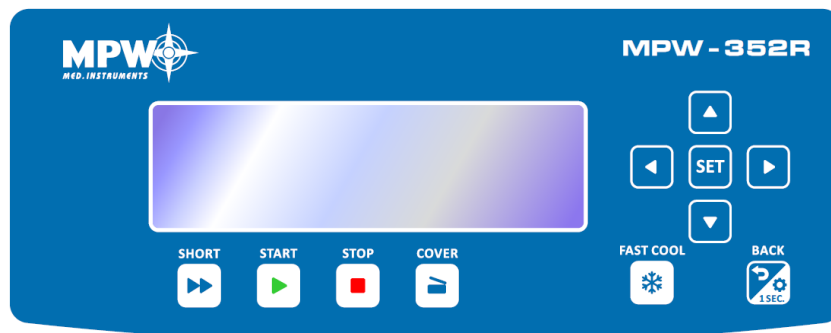 MPW
MED. INSTRUMENTS
MPW - 352R
SET
SHORT
START
STOP
COVER
FAST COOL
BACK
1 SEC.